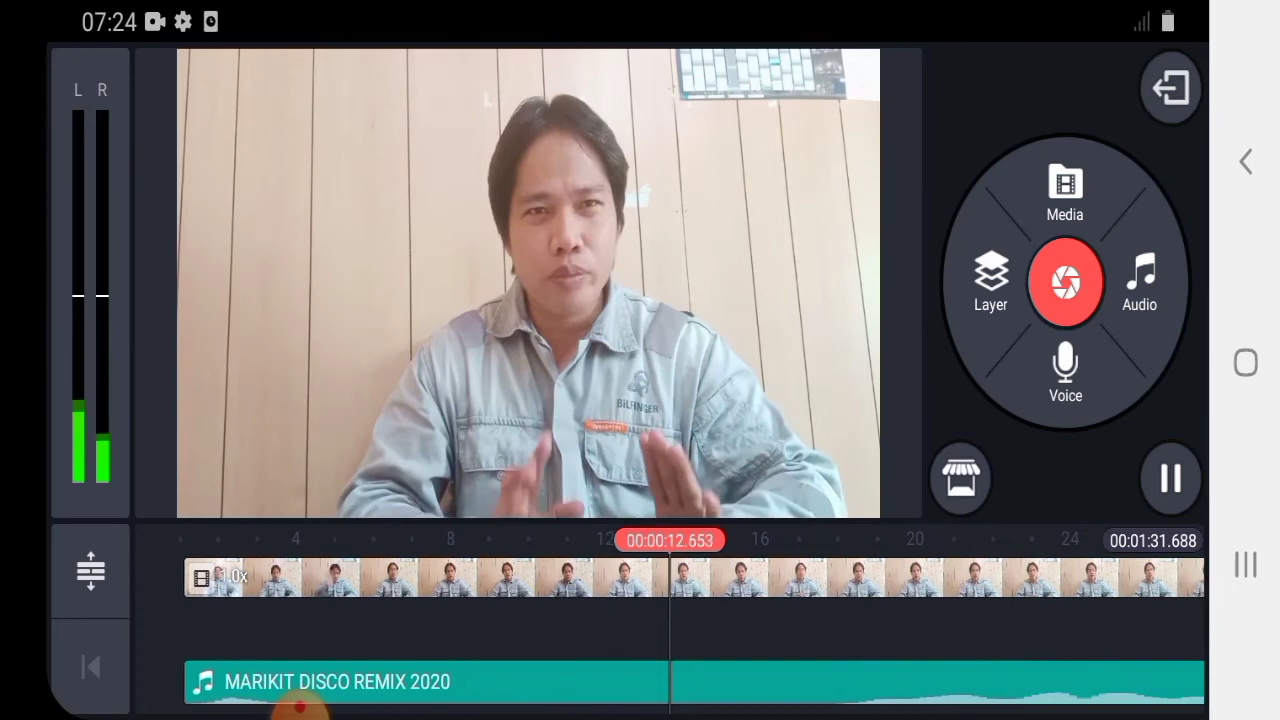 07:24
L R
Media
Layer
Audio
Voice
BILFINGER
4
8
12
00:00:12.653
16
20
24
00:01:31.688
1.0x
MARIKIT DISCO REMIX 2020